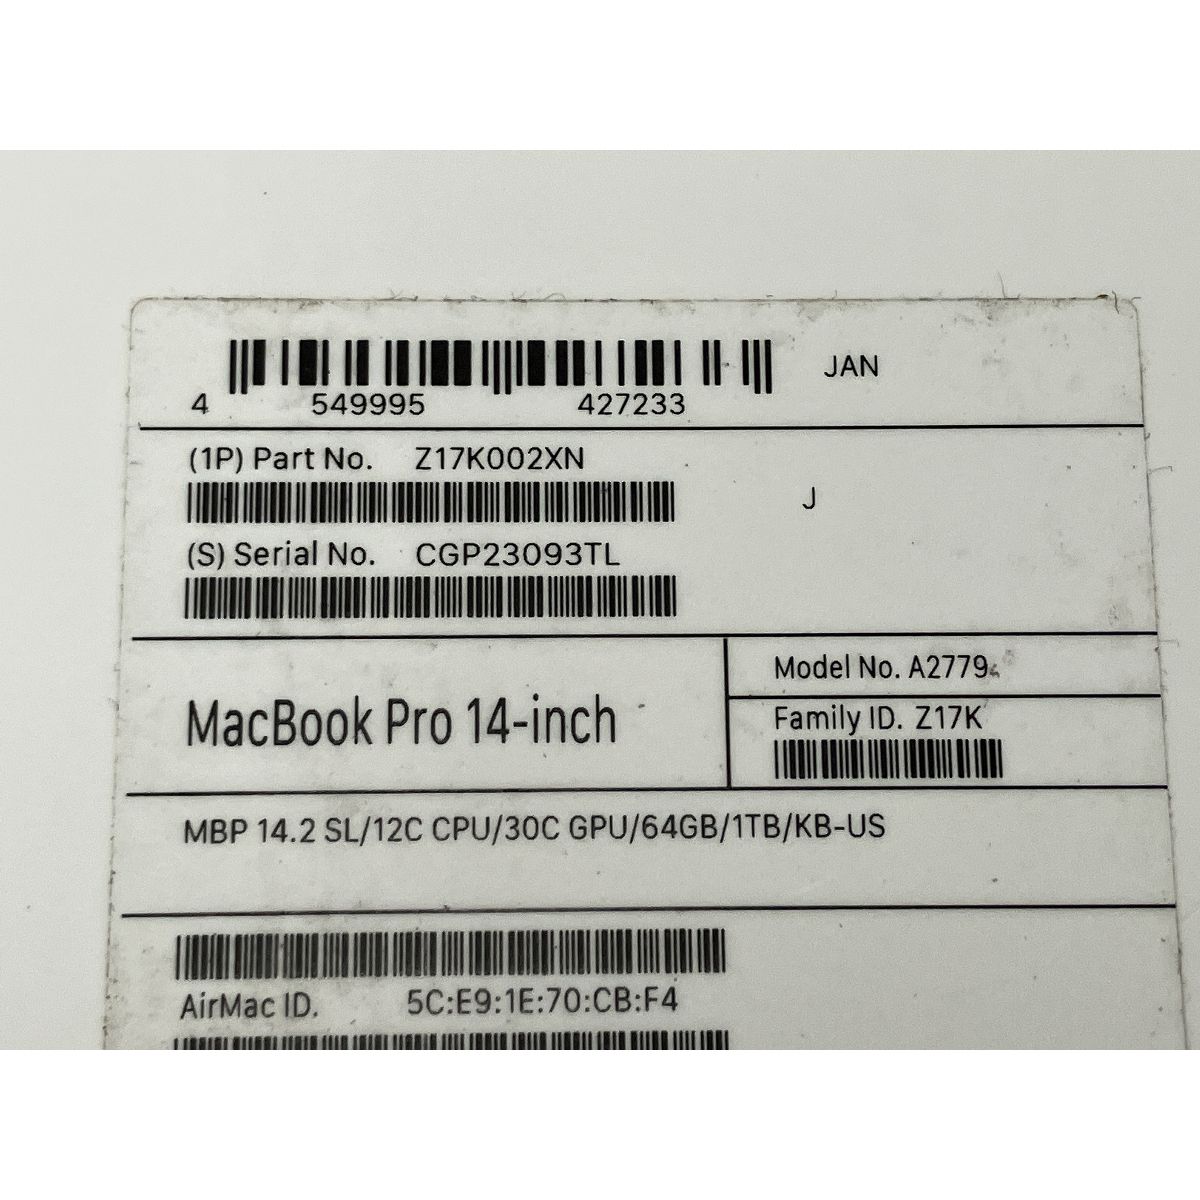 4 549995 427233 JAN
(1P) Part No. Z17K002XN
J
(S) Serial No. CGP23093TL
MacBook Pro 14-inch
Model No. A2779
Family ID. Z17K
MBP 14.2 SL/12C CPU/30C GPU/64GB/1TB/KB-US
AirMac ID. 5C:E9:1E:70:CB:F4